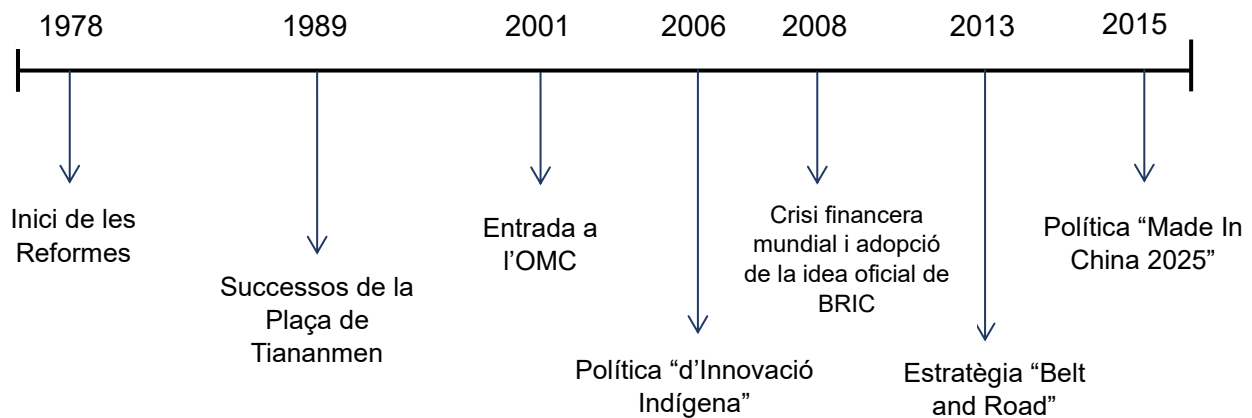 1978 1989 2001 2006 2008 2013 2015
Inici de les
Reformes
Successos de la
Plaça de
Tiananmen
Entrada a
l’OMC
Política “d’Innovació
Indígena”
Crisi financera
mundial i adopció
de la idea oficial de
BRIC
Estratègia “Belt
and Road”
Política “Made In
China 2025”